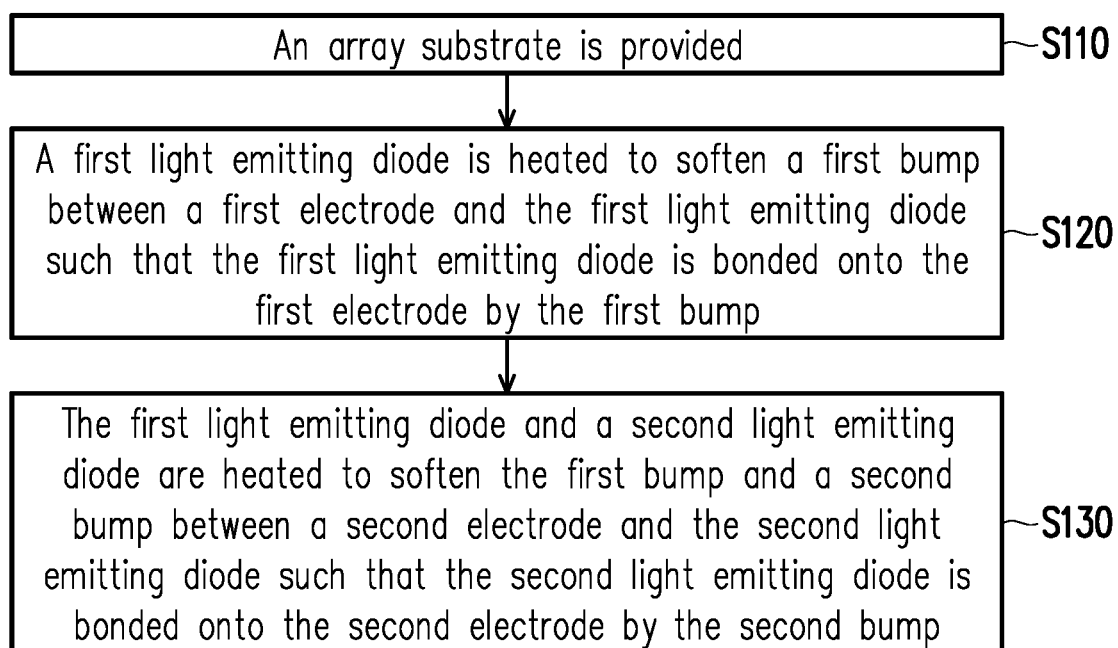 An array substrate is provided
S110
A first light emitting diode is heated to soften a first bump
between a first electrode and the first light emitting diode
such that the first light emitting diode is bonded onto the
first electrode by the first bump
S120
The first light emitting diode and a second light emitting
diode are heated to soften the first bump and a second
bump between a second electrode and the second light
emitting diode such that the second light emitting diode is
bonded onto the second electrode by the second bump
S130